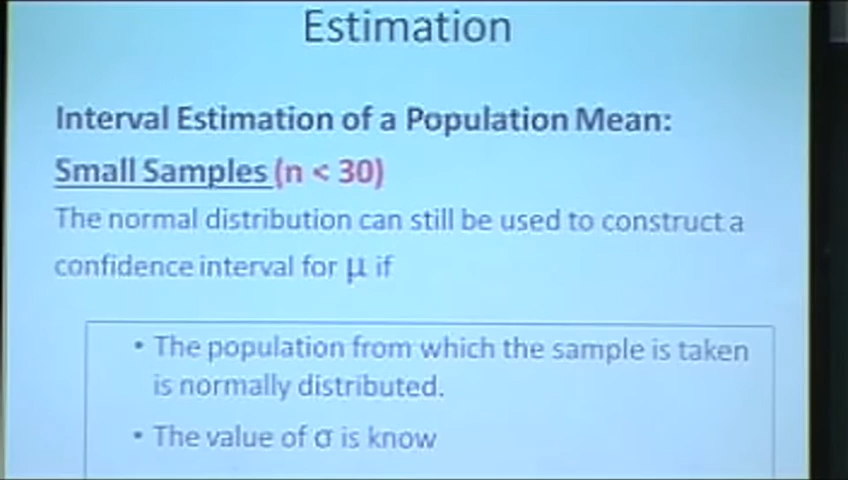 Estimation
Interval Estimation of a Population Mean:
Small Samples (n < 30)
The normal distribution can still be used to construct a
confidence interval for μ if
• The population from which the sample is taken
is normally distributed.
• The value of σ is know